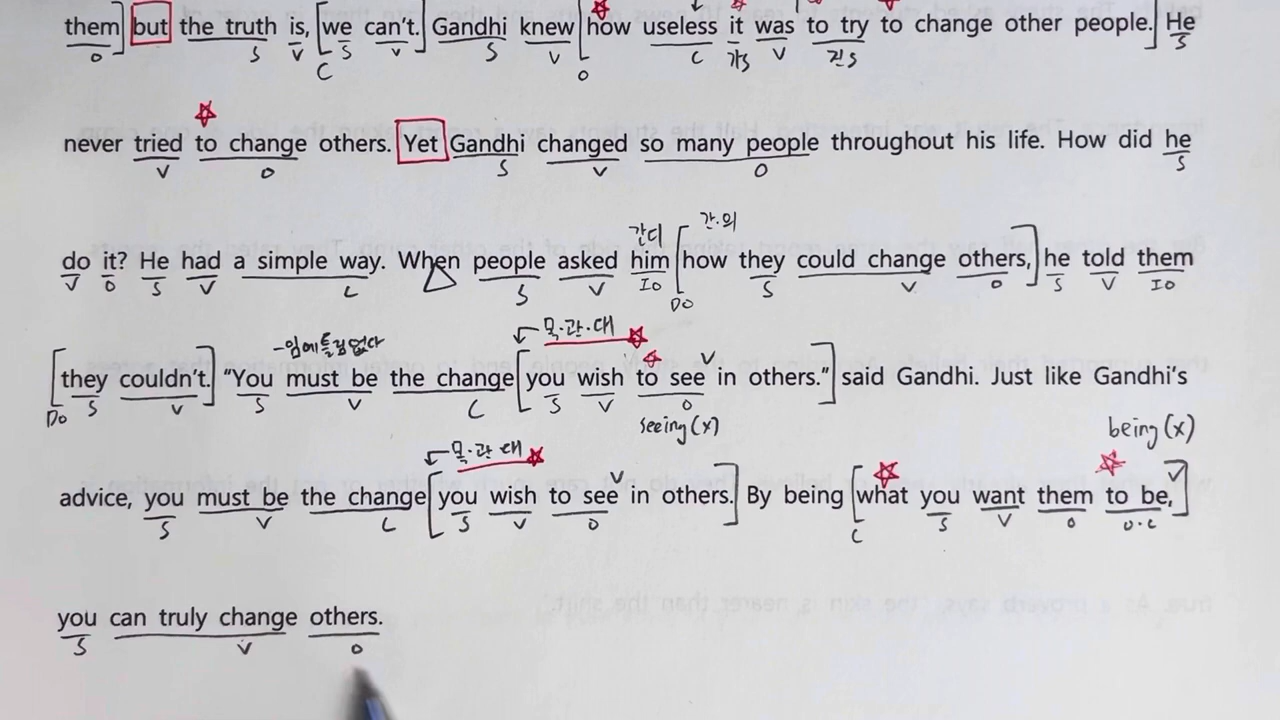 them] but the truth is, [we can't.] Gandhi knew [how useless it was to try to change other people.] He
O S V S V S V C 가S V 진S S
C O
never tried to change others. Yet Gandhi changed so many people throughout his life. How did he
V O S V O S
간디 간·의
do it? He had a simple way. When people asked him [how they could change others,] he told them
V O S V S V IO S V O S V IO
DO
-임에 틀림없다 목·관·대 V
[they couldn't.] "You must be the change [you wish to see in others."] said Gandhi. Just like Gandhi's
DO S V S V C S V O
seeing(x) being(x)
목·관·대 V
advice, you must be the change [you wish to see in others.] By being [what you want them to be,]
S V S V O C S V O O·C
you can truly change others.
S V O